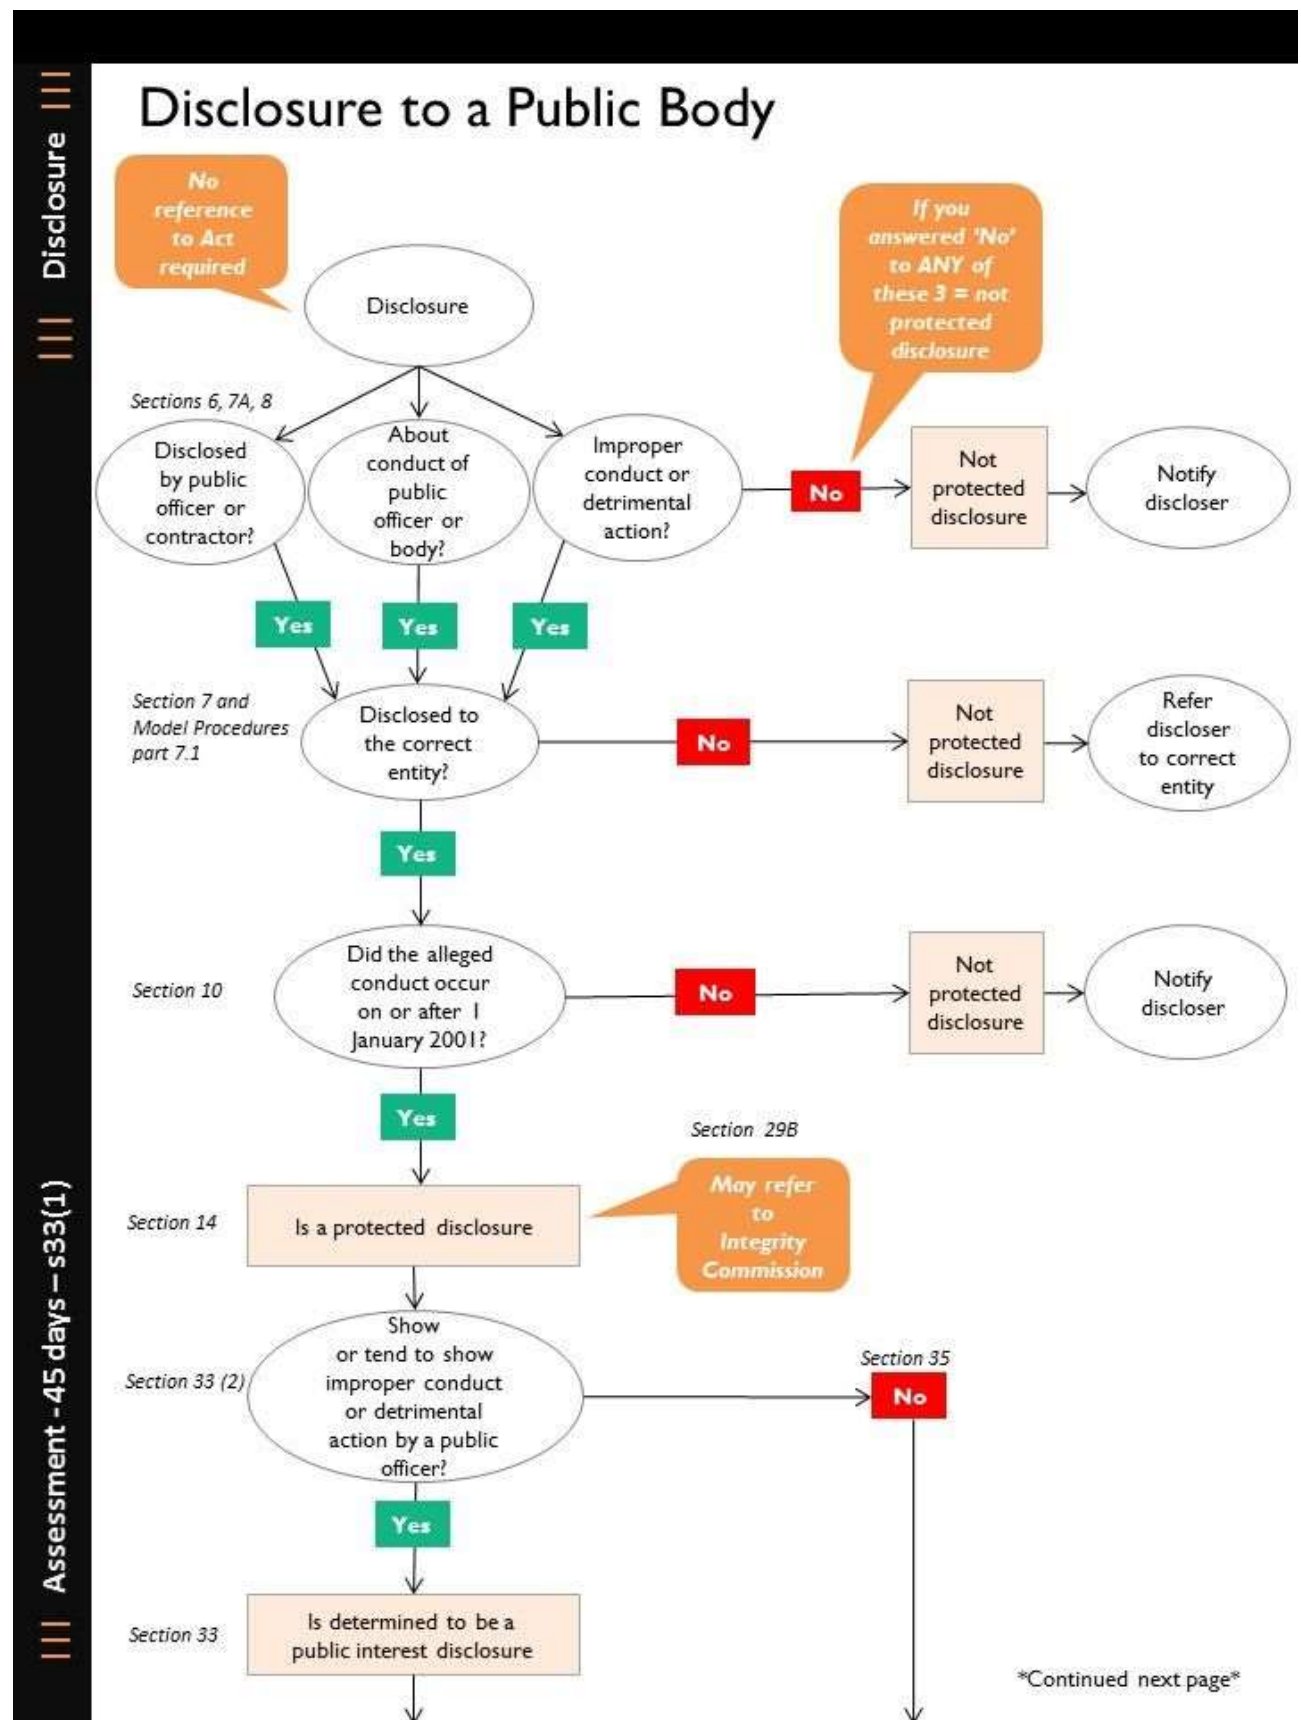 Disclosure to a Public Body
Disclosure
Assessment - 45 days – s33(1)
No
reference
to Act
required
If you
answered 'No'
to ANY of
these 3 = not
protected
disclosure
Disclosure
Sections 6, 7A, 8
Disclosed
by public
officer or
contractor?
About
conduct of
public
officer or
body?
Improper
conduct or
detrimental
action?
No
Not
protected
disclosure
Notify
discloser
Yes
Yes
Yes
Section 7 and
Model Procedures
part 7.1
Disclosed to
the correct
entity?
No
Not
protected
disclosure
Refer
discloser
to correct
entity
Yes
Section 10
Did the alleged
conduct occur
on or after 1
January 2001?
No
Not
protected
disclosure
Notify
discloser
Yes
Section 29B
May refer
to
Integrity
Commission
Section 14
Is a protected disclosure
Section 33 (2)
Show
or tend to show
improper conduct
or detrimental
action by a public
officer?
Section 35
No
Yes
Section 33
Is determined to be a
public interest disclosure
*Continued next page*